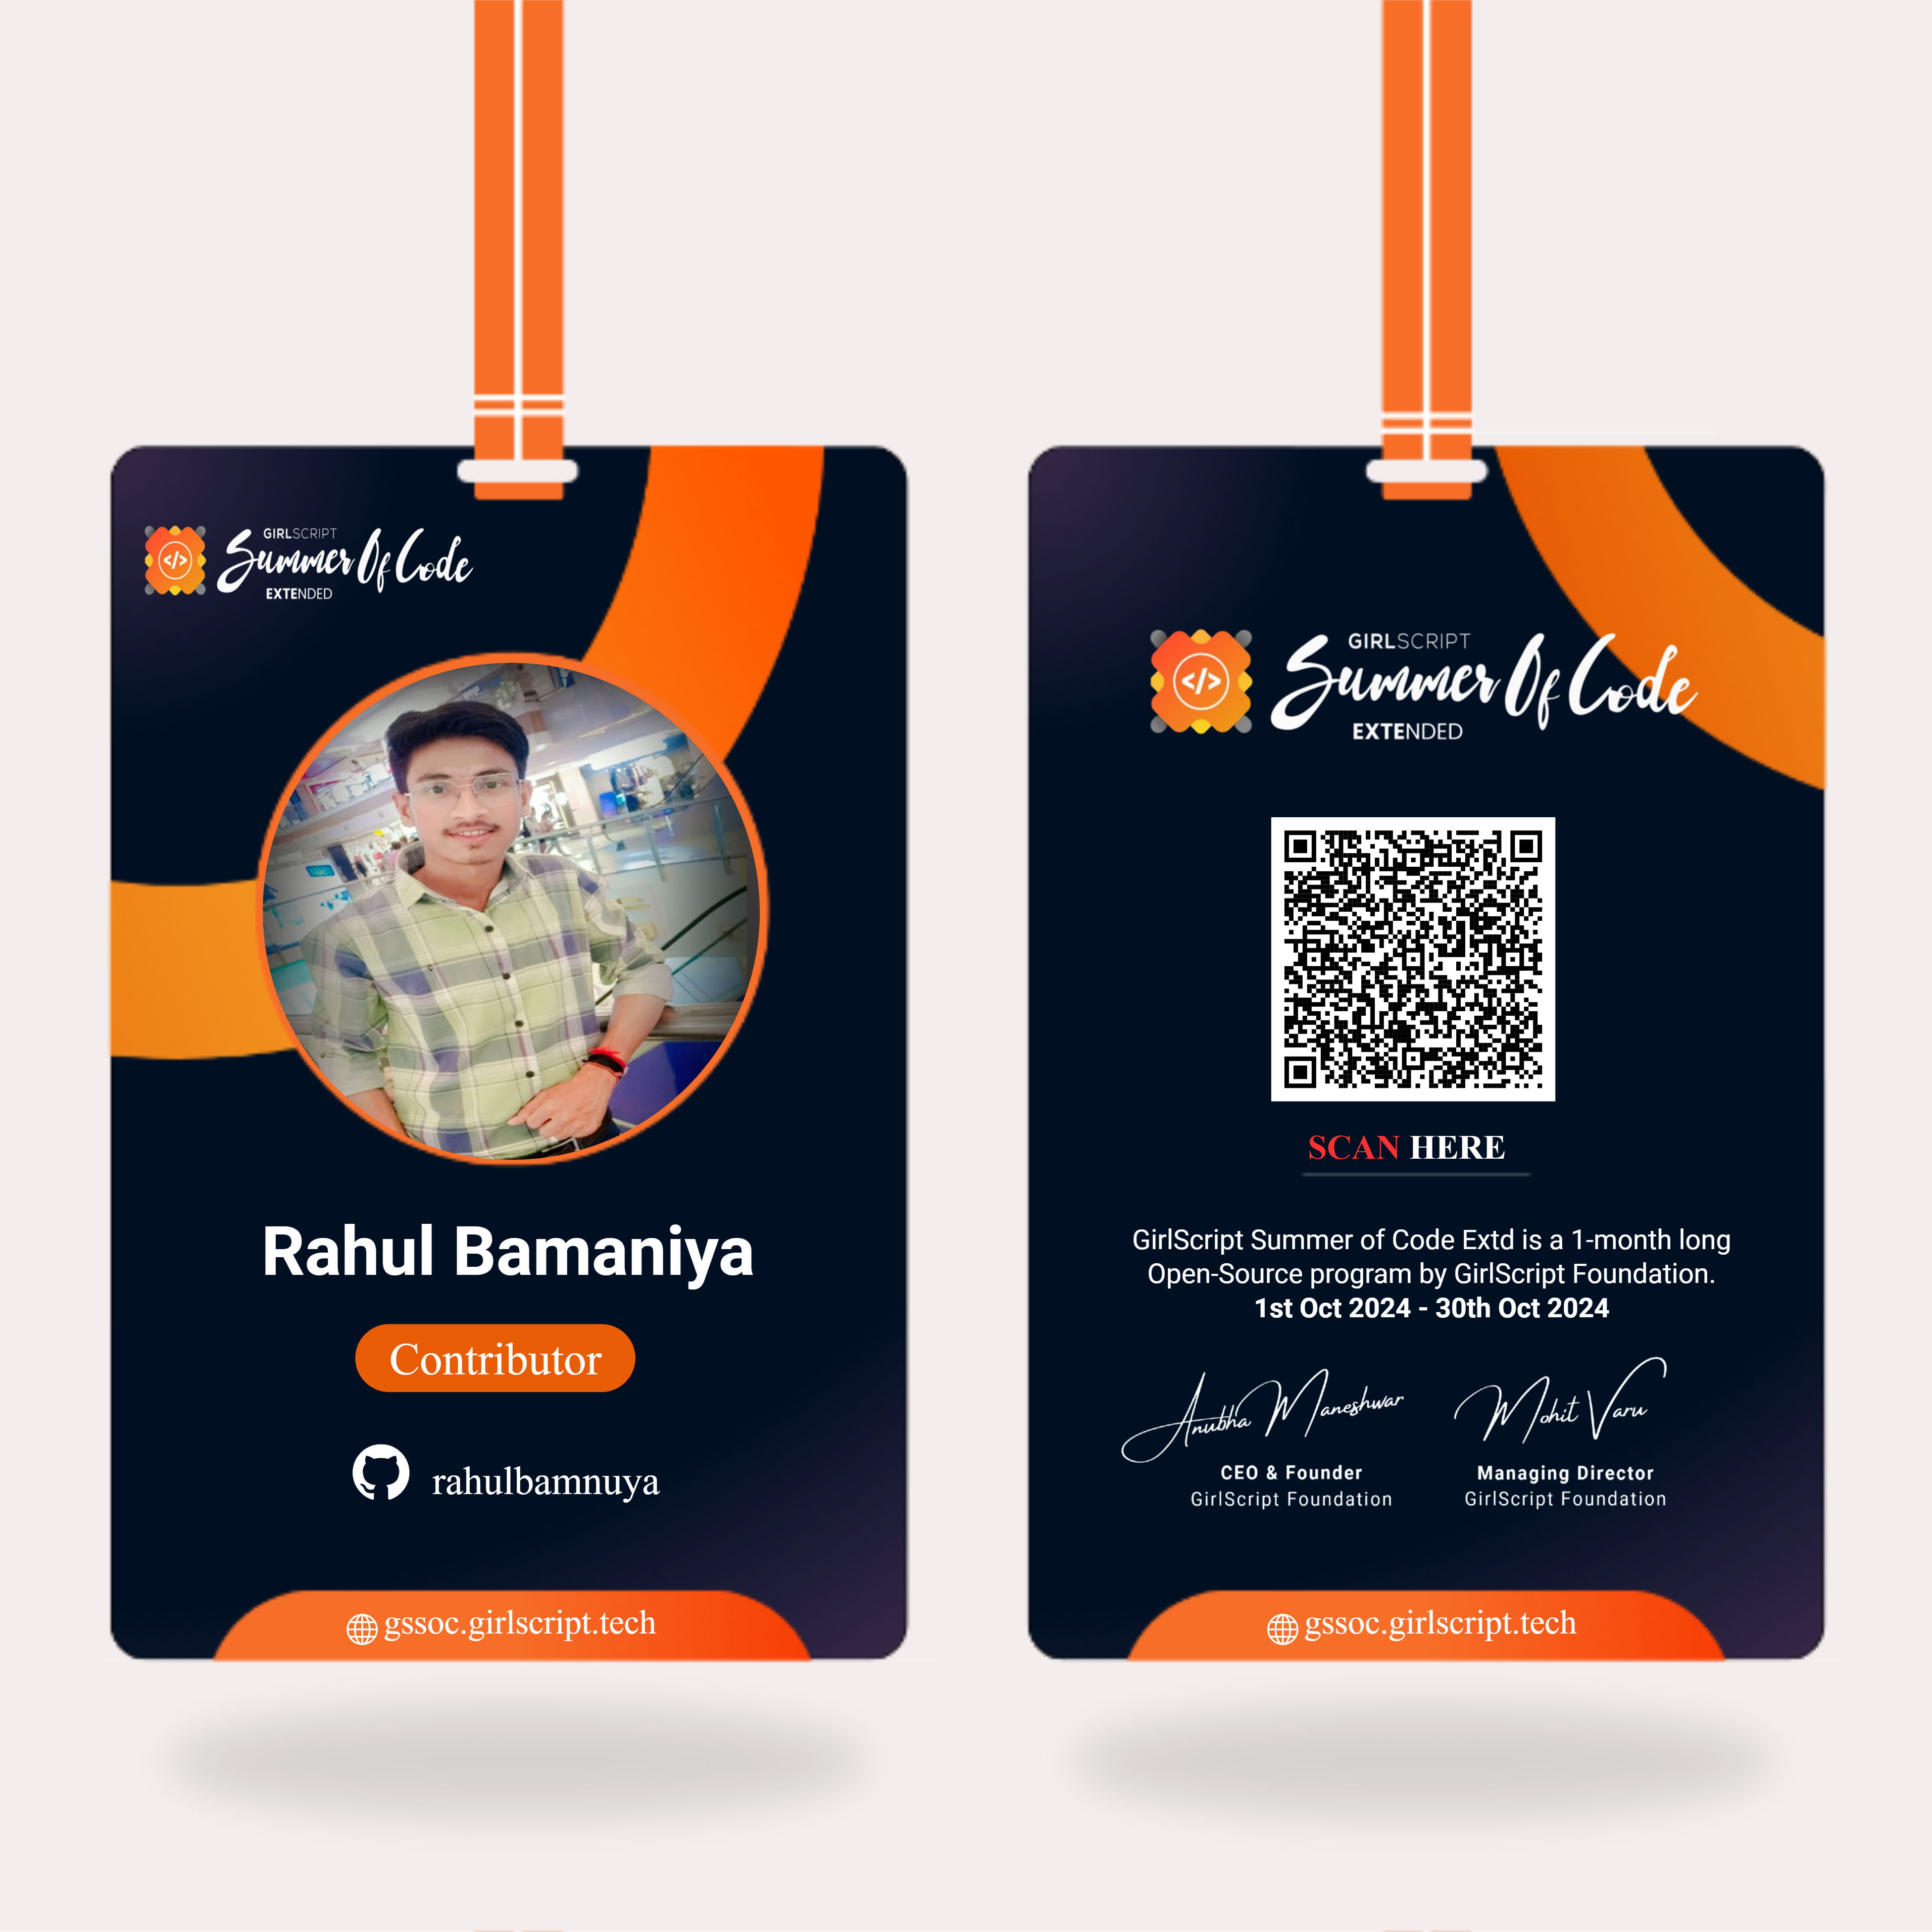 GIRLSCRIPT
Summer Of Code
EXTENDED
Rahul Bamaniya
Contributor
rahulbamnuya
gssoc.girlscript.tech
GIRLSCRIPT
Summer Of Code
EXTENDED
SCAN HERE
GirlScript Summer of Code Extd is a 1-month long
Open-Source program by GirlScript Foundation.
1st Oct 2024 - 30th Oct 2024
Anubha Maneshwar
CEO & Founder
GirlScript Foundation
Mohit Varu
Managing Director
GirlScript Foundation
gssoc.girlscript.tech